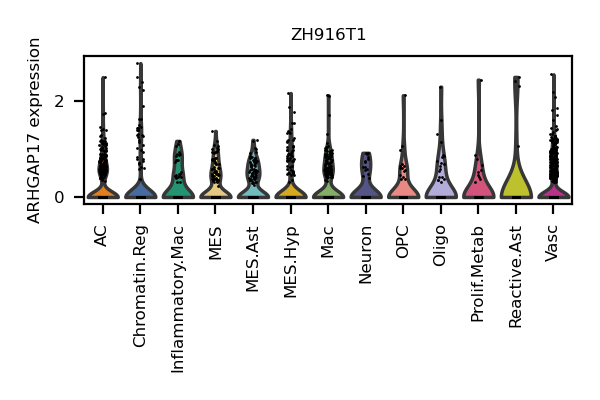 ZH916T1
ARHGAP17 expression
2
0
AC
Chromatin.Reg
Inflammatory.Mac
MES
MES.Ast
MES.Hyp
Mac
Neuron
OPC
Oligo
Prolif.Metab
Reactive.Ast
Vasc